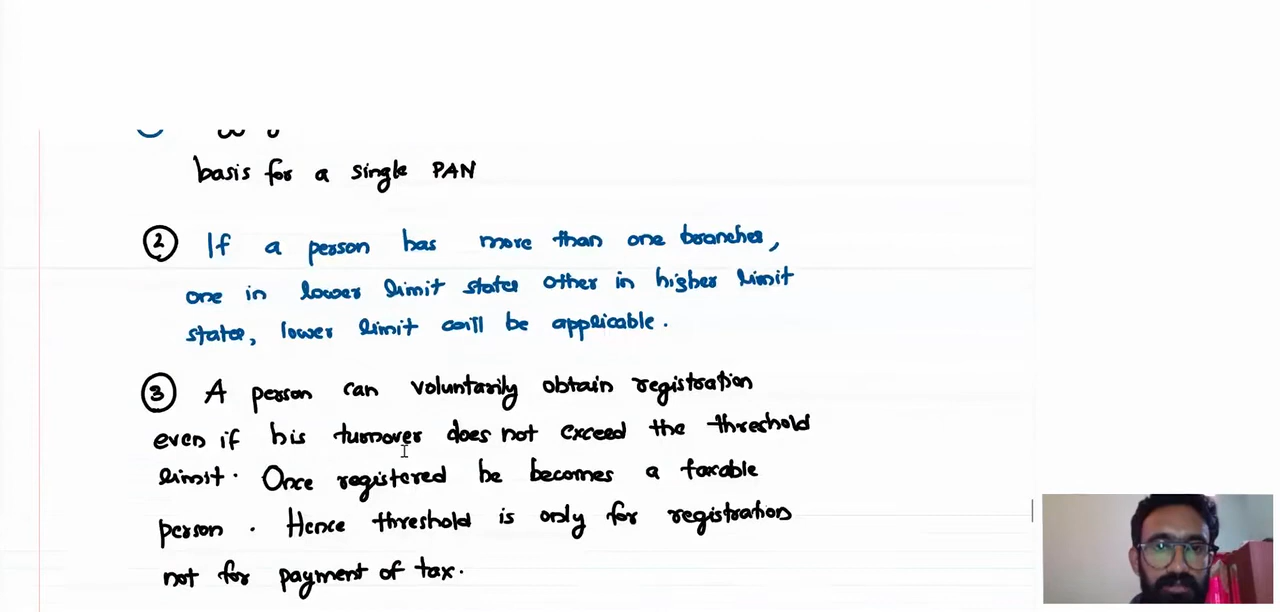 basis for a single PAN
② If a person has more than one branches,
one in lower limit states other in higher limit
states, lower limit will be applicable.
③ A person can voluntarily obtain registration
even if his turnover does not exceed the threshold
limit. Once registered he becomes a taxable
person. Hence threshold is only for registration
not for payment of tax.